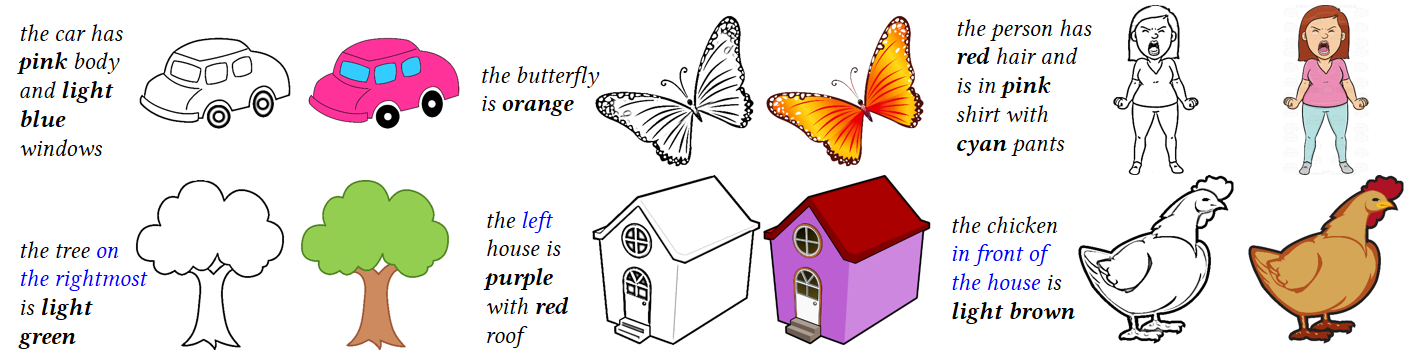 the car has
pink body
and light
blue
windows
the butterfly
is orange
the person has
red hair and
is in pink
shirt with
cyan pants
the tree on
the rightmost
is light
green
the left
house is
purple
with red
roof
the chicken
in front of
the house is
light brown